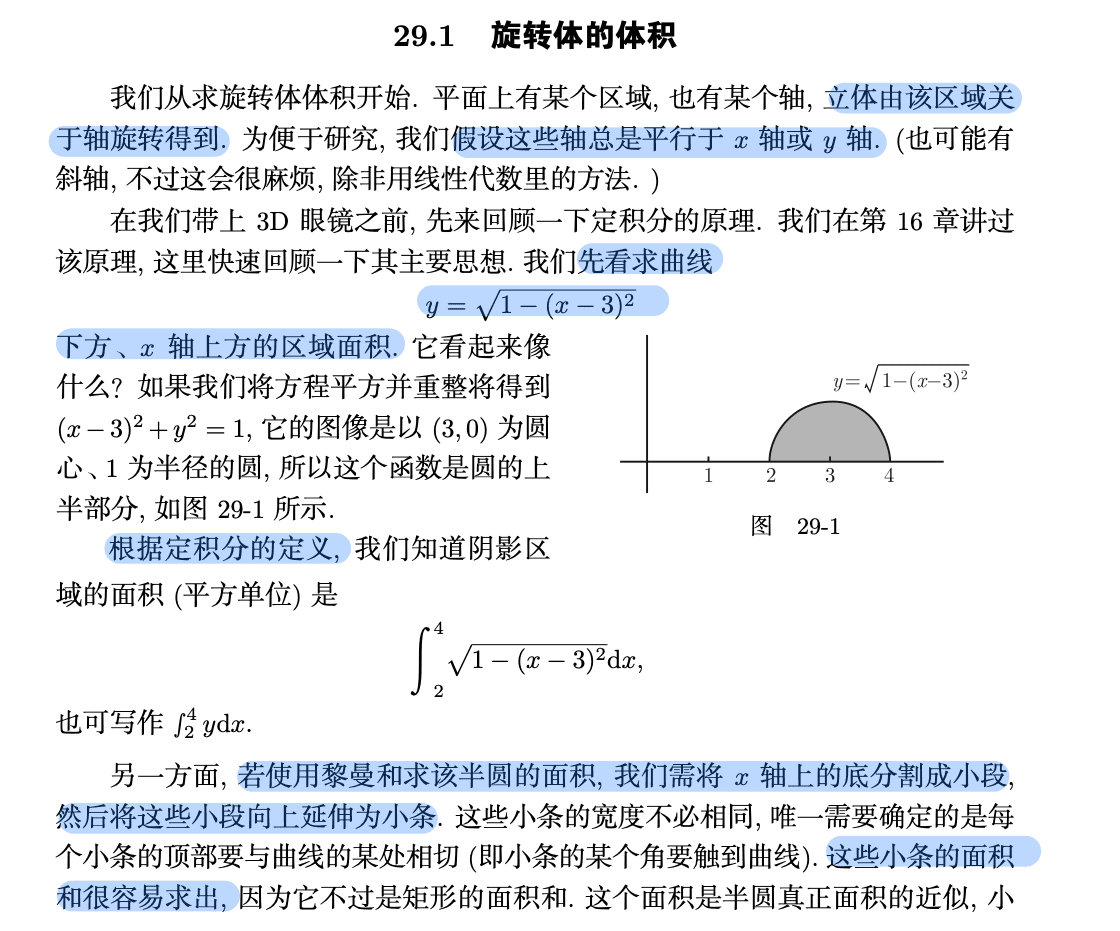 29.1 旋转体的体积
我们从求旋转体体积开始. 平面上有某个区域, 也有某个轴, 立体由该区域关
于轴旋转得到. 为便于研究, 我们假设这些轴总是平行于 x 轴或 y 轴. (也可能有
斜轴, 不过这会很麻烦, 除非用线性代数里的方法. )
在我们带上 3D 眼镜之前, 先来回顾一下定积分的原理. 我们在第 16 章讲过
该原理, 这里快速回顾一下其主要思想. 我们先看求曲线
y = √(1 − (x − 3)²)
下方、x 轴上方的区域面积. 它看起来像
什么? 如果我们将方程平方并重整将得到
(x − 3)² + y² = 1, 它的图像是以 (3, 0) 为圆
心、1 为半径的圆, 所以这个函数是圆的上
半部分, 如图 29-1 所示.
y=√(1−(x−3)²)
1 2 3 4
图 29-1
根据定积分的定义, 我们知道阴影区
域的面积 (平方单位) 是
∫₂⁴ √(1 − (x − 3)²)dx,
也可写作 ∫₂⁴ ydx.
另一方面, 若使用黎曼和求该半圆的面积, 我们需将 x 轴上的底分割成小段,
然后将这些小段向上延伸为小条. 这些小条的宽度不必相同, 唯一需要确定的是每
个小条的顶部要与曲线的某处相切 (即小条的某个角要触到曲线). 这些小条的面积
和很容易求出, 因为它不过是矩形的面积和. 这个面积是半圆真正面积的近似, 小